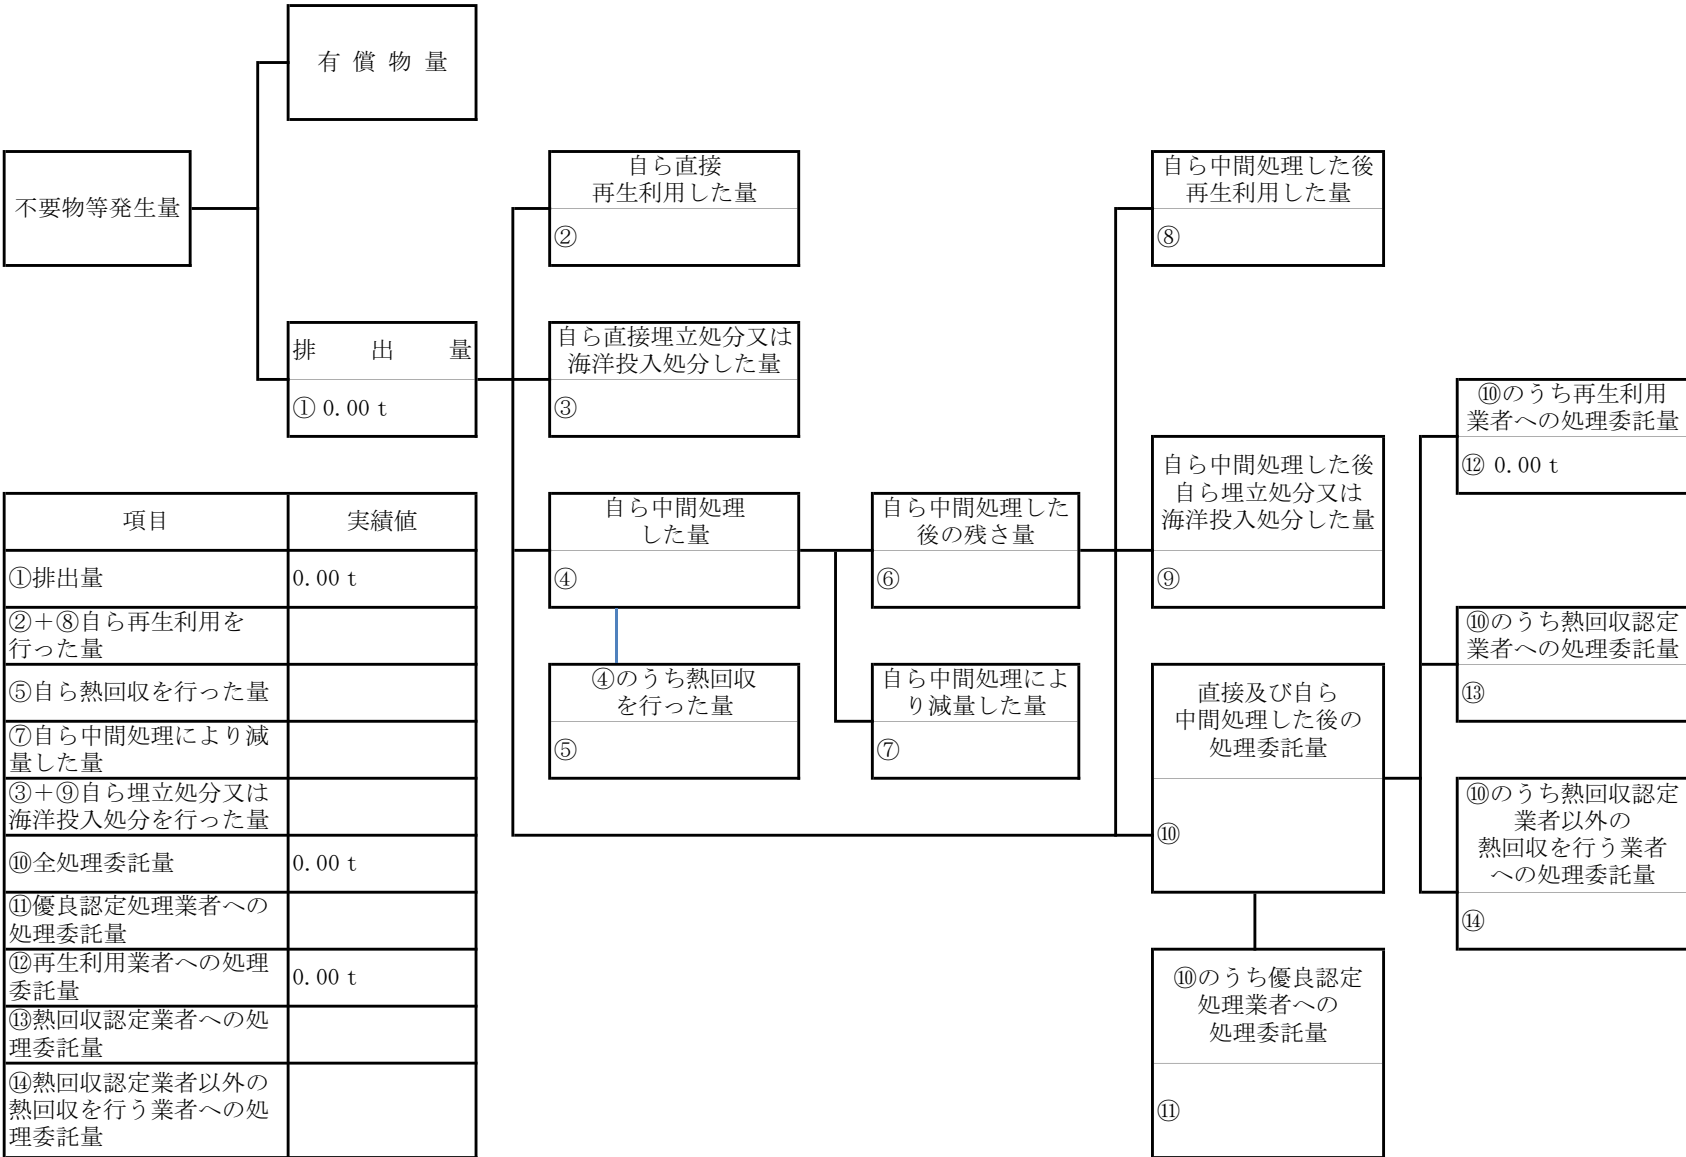 有 償 物 量
不要物等発生量
排 出 量
① 0.00 t
自ら直接
再生利用した量
②
自ら直接埋立処分又は
海洋投入処分した量
③
自ら中間処理
した量
④
④のうち熱回収
を行った量
⑤
自ら中間処理した
後の残さ量
⑥
自ら中間処理によ
り減量した量
⑦
自ら中間処理した後
再生利用した量
⑧
自ら中間処理した後
自ら埋立処分又は
海洋投入処分した量
⑨
直接及び自ら
中間処理した後の
処理委託量
⑩
⑩のうち優良認定
処理業者への
処理委託量
⑪
⑩のうち再生利用
業者への処理委託量
⑫ 0.00 t
⑩のうち熱回収認定
業者への処理委託量
⑬
⑩のうち熱回収認定
業者以外の
熱回収を行う業者
への処理委託量
⑭
項目 実績値
①排出量 0.00 t
②+⑧自ら再生利用を
行った量
⑤自ら熱回収を行った量
⑦自ら中間処理により減
量した量
③+⑨自ら埋立処分又は
海洋投入処分を行った量
⑩全処理委託量 0.00 t
⑪優良認定処理業者への
処理委託量
⑫再生利用業者への処理
委託量 0.00 t
⑬熱回収認定業者への処
理委託量
⑭熱回収認定業者以外の
熱回収を行う業者への処
理委託量